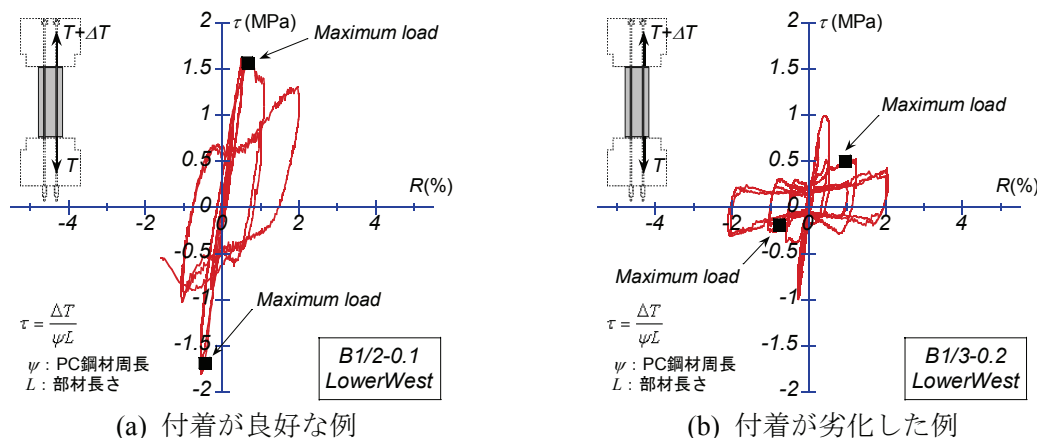 2
τ (MPa)
T+ΔT
Maximum load
1.5
1
0.5
T
R(%)
-4
-2
0
2
4
0
-0.5
-1
Maximum load
τ = ΔT / ψL
-1.5
ψ : PC鋼材周長
L : 部材長さ
-2
B1/2-0.1
LowerWest
(a) 付着が良好な例
2
τ (MPa)
T+ΔT
1.5
1
Maximum load
0.5
T
R(%)
-4
-2
0
2
4
0
-0.5
Maximum load
-1
τ = ΔT / ψL
-1.5
ψ : PC鋼材周長
L : 部材長さ
-2
B1/3-0.2
LowerWest
(b) 付着が劣化した例